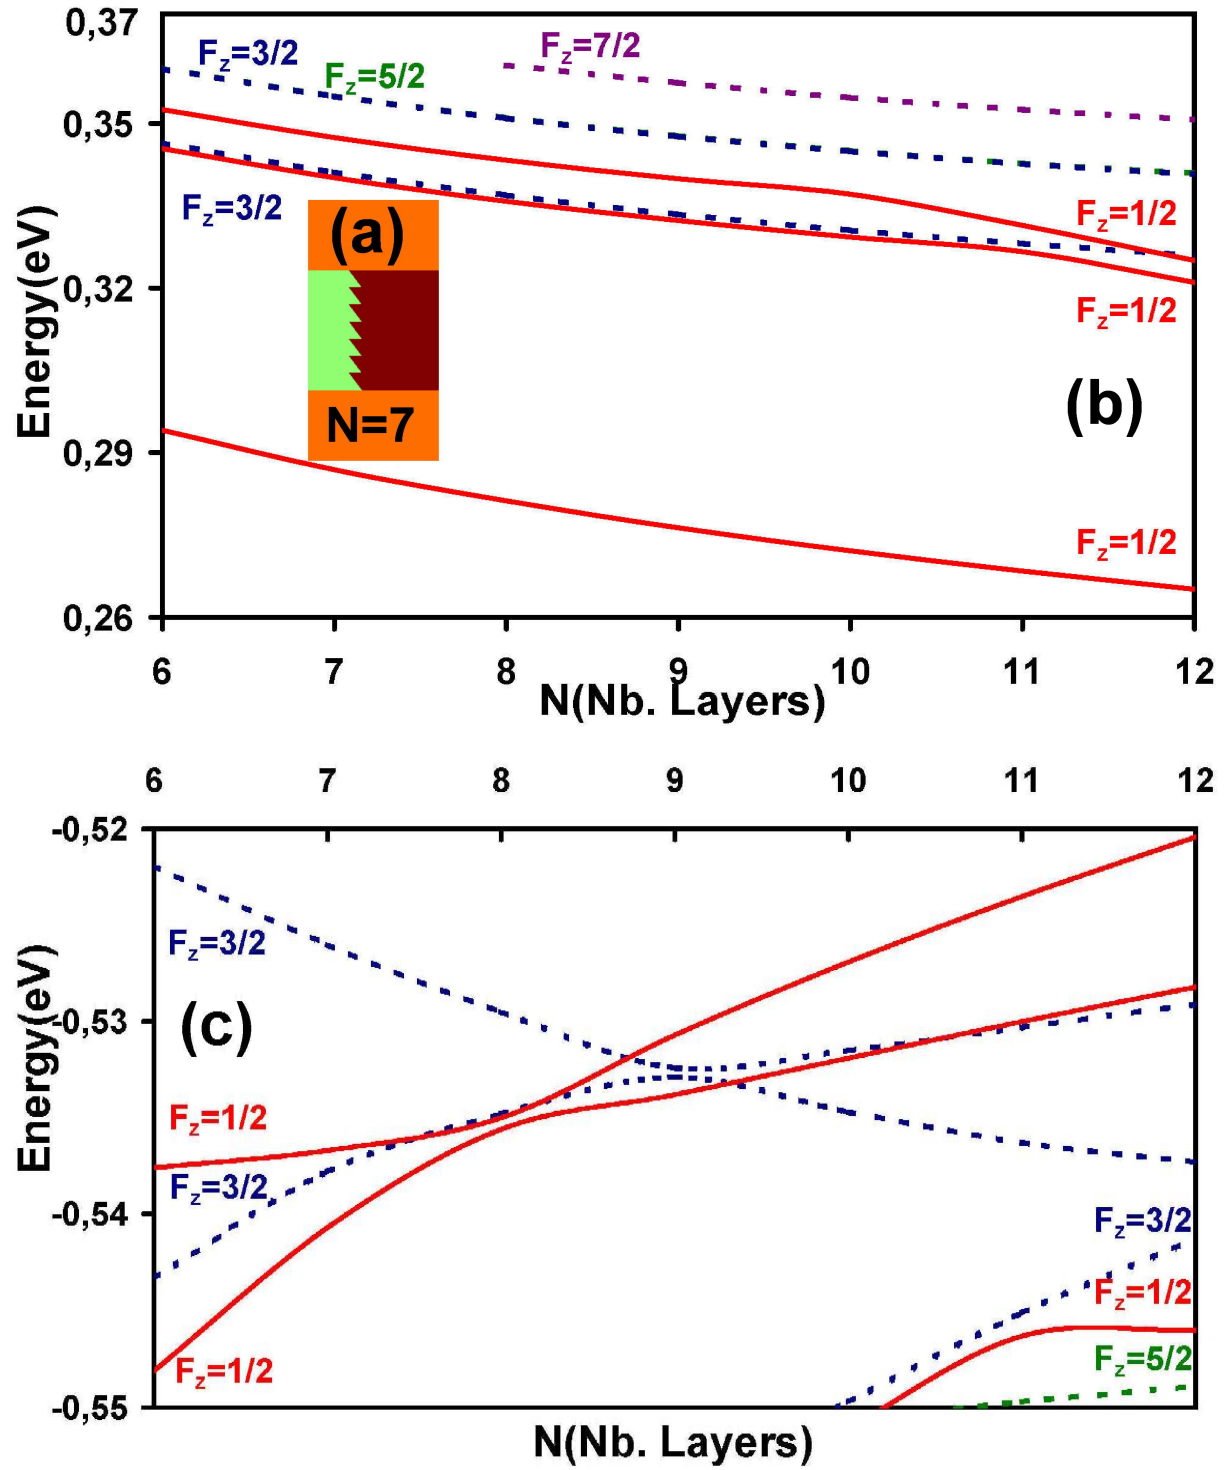 0,37
F_z=3/2
F_z=7/2
F_z=5/2
0,35
F_z=3/2
(a)
F_z=1/2
0,32
F_z=1/2
Energy(eV)
(b)
N=7
0,29
F_z=1/2
0,26
6 7 8 9 10 11 12
N(Nb. Layers)
6 7 8 9 10 11 12
-0,52
F_z=3/2
(c)
-0,53
Energy(eV)
F_z=1/2
F_z=3/2
-0,54
F_z=3/2
F_z=1/2
F_z=5/2
F_z=1/2
-0,55
N(Nb. Layers)